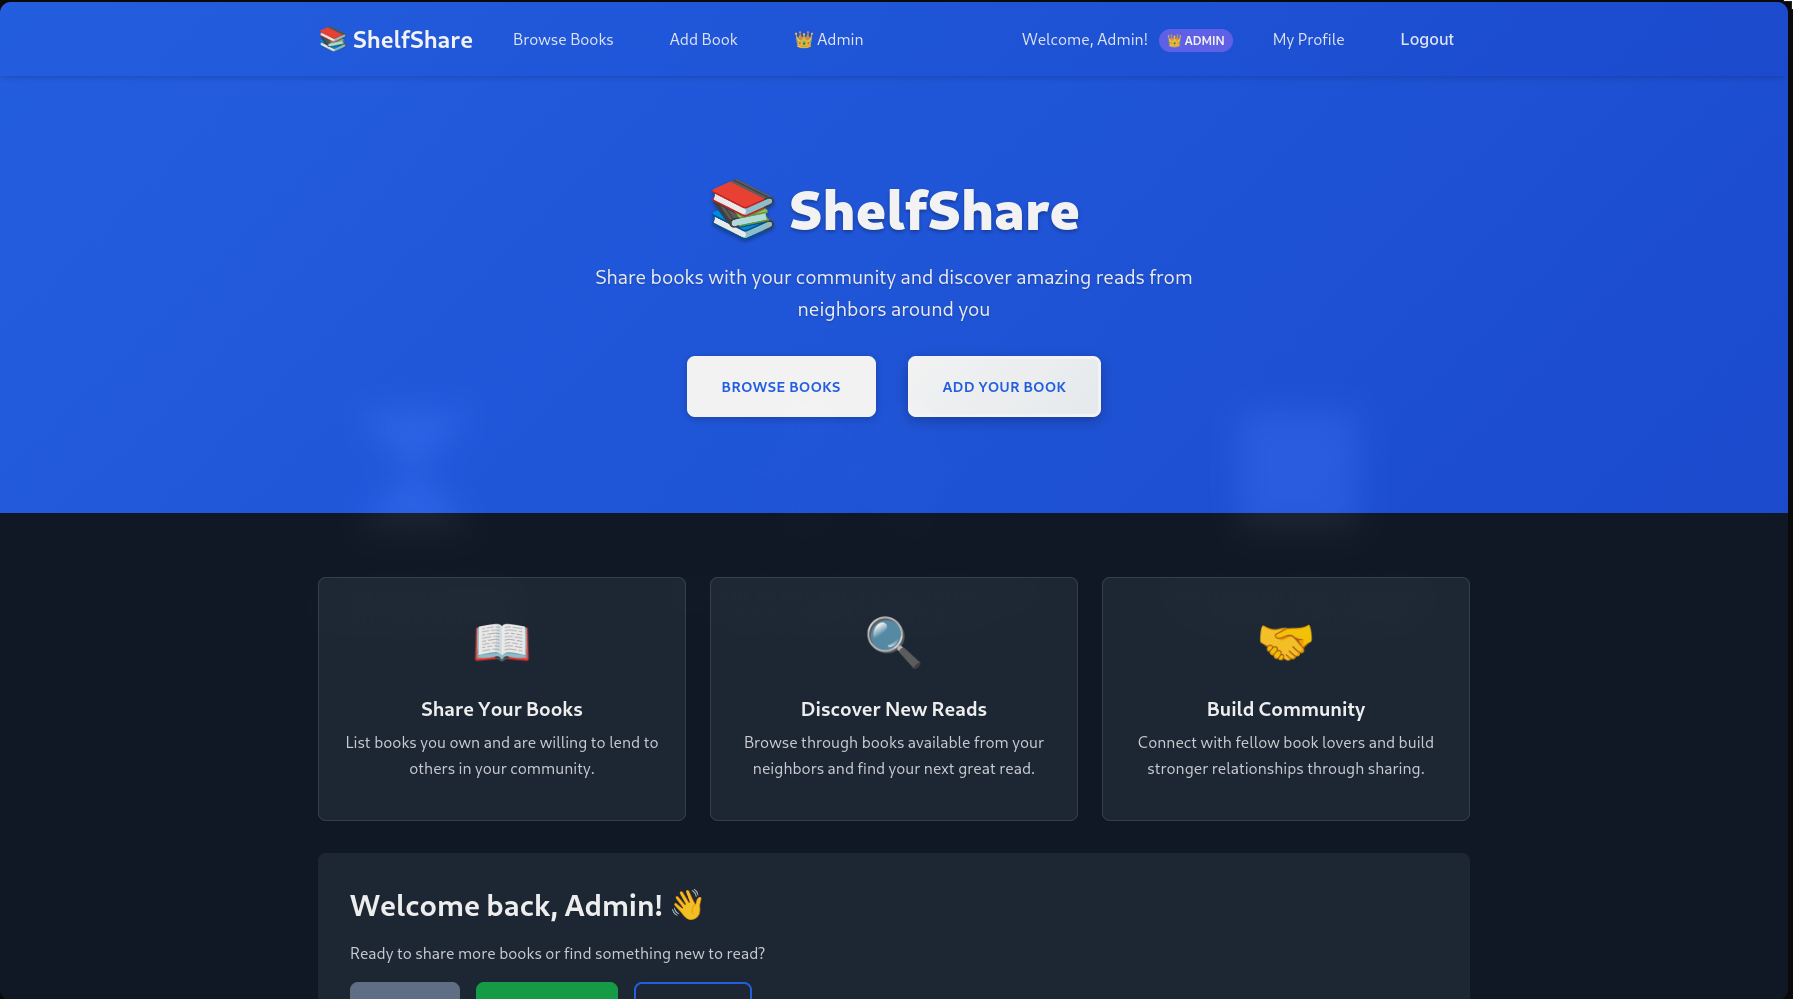 ShelfShare
Browse Books
Add Book
Admin
Welcome, Admin!
ADMIN
My Profile
Logout
ShelfShare
Share books with your community and discover amazing reads from
neighbors around you
BROWSE BOOKS
ADD YOUR BOOK
Share Your Books
List books you own and are willing to lend to
others in your community.
Discover New Reads
Browse through books available from your
neighbors and find your next great read.
Build Community
Connect with fellow book lovers and build
stronger relationships through sharing.
Welcome back, Admin!
Ready to share more books or find something new to read?